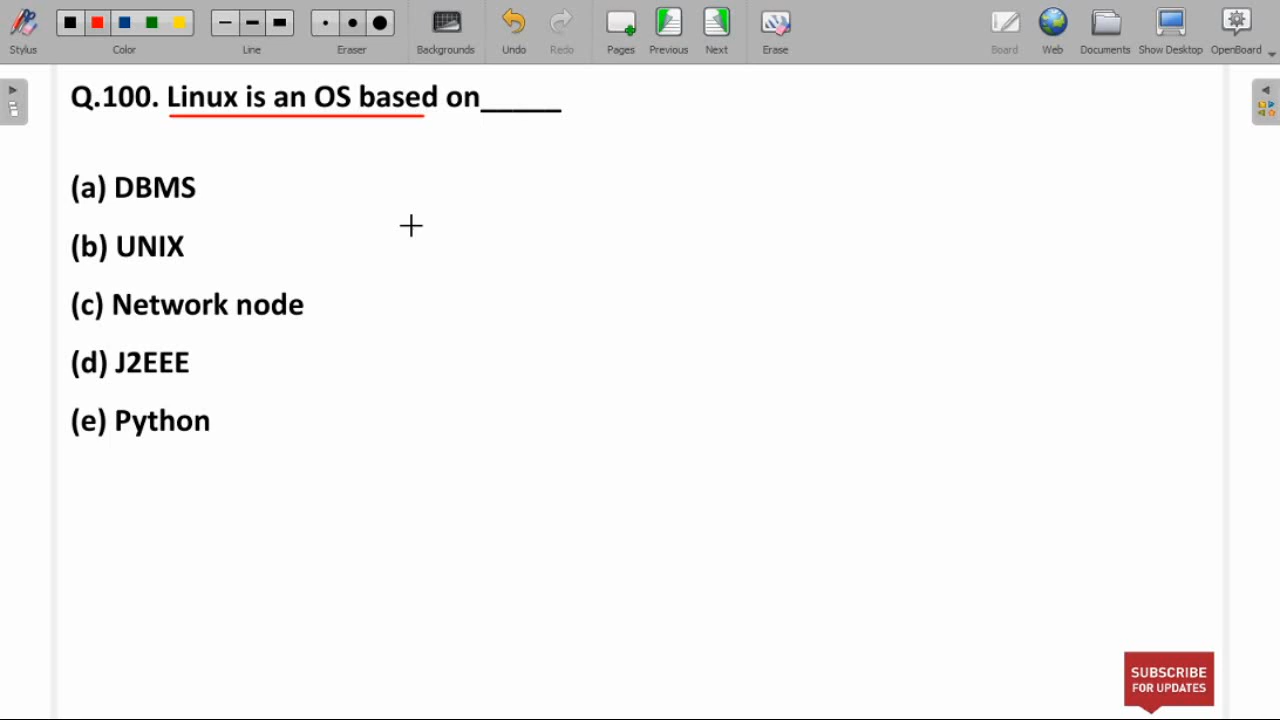 Stylus
Color
Line
Eraser
Backgrounds
Undo
Redo
Pages
Previous
Next
Erase
Board
Web
Documents
Show Desktop
OpenBoard
Q.100. Linux is an OS based on_____
(a) DBMS
(b) UNIX
(c) Network node
(d) J2EEE
(e) Python
SUBSCRIBE
FOR UPDATES